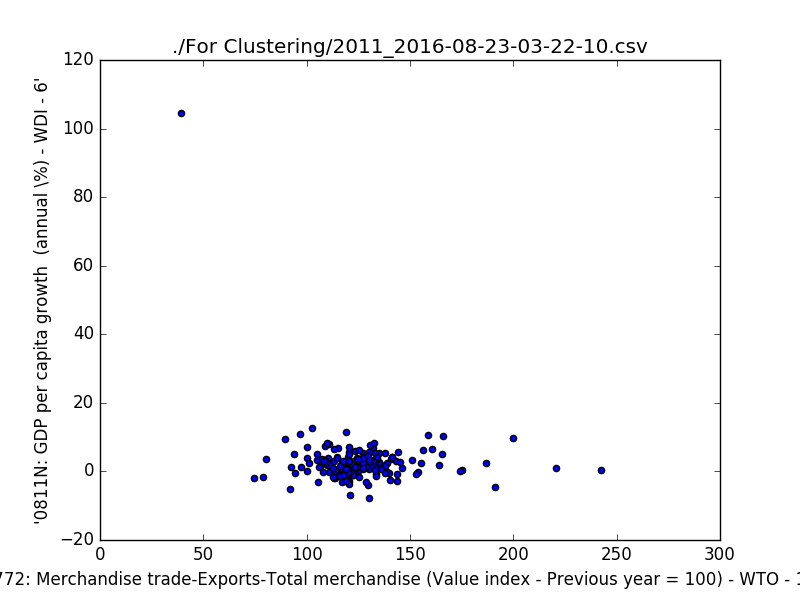 ./For Clustering/2011_2016-08-23-03-22-10.csv
'0811N: GDP per capita growth  (annual \%) - WDI - 6'
120
100
80
60
40
20
0
−20
0 50 100 150 200 250 300
772: Merchandise trade-Exports-Total merchandise (Value index - Previous year = 100) - WTO - 1